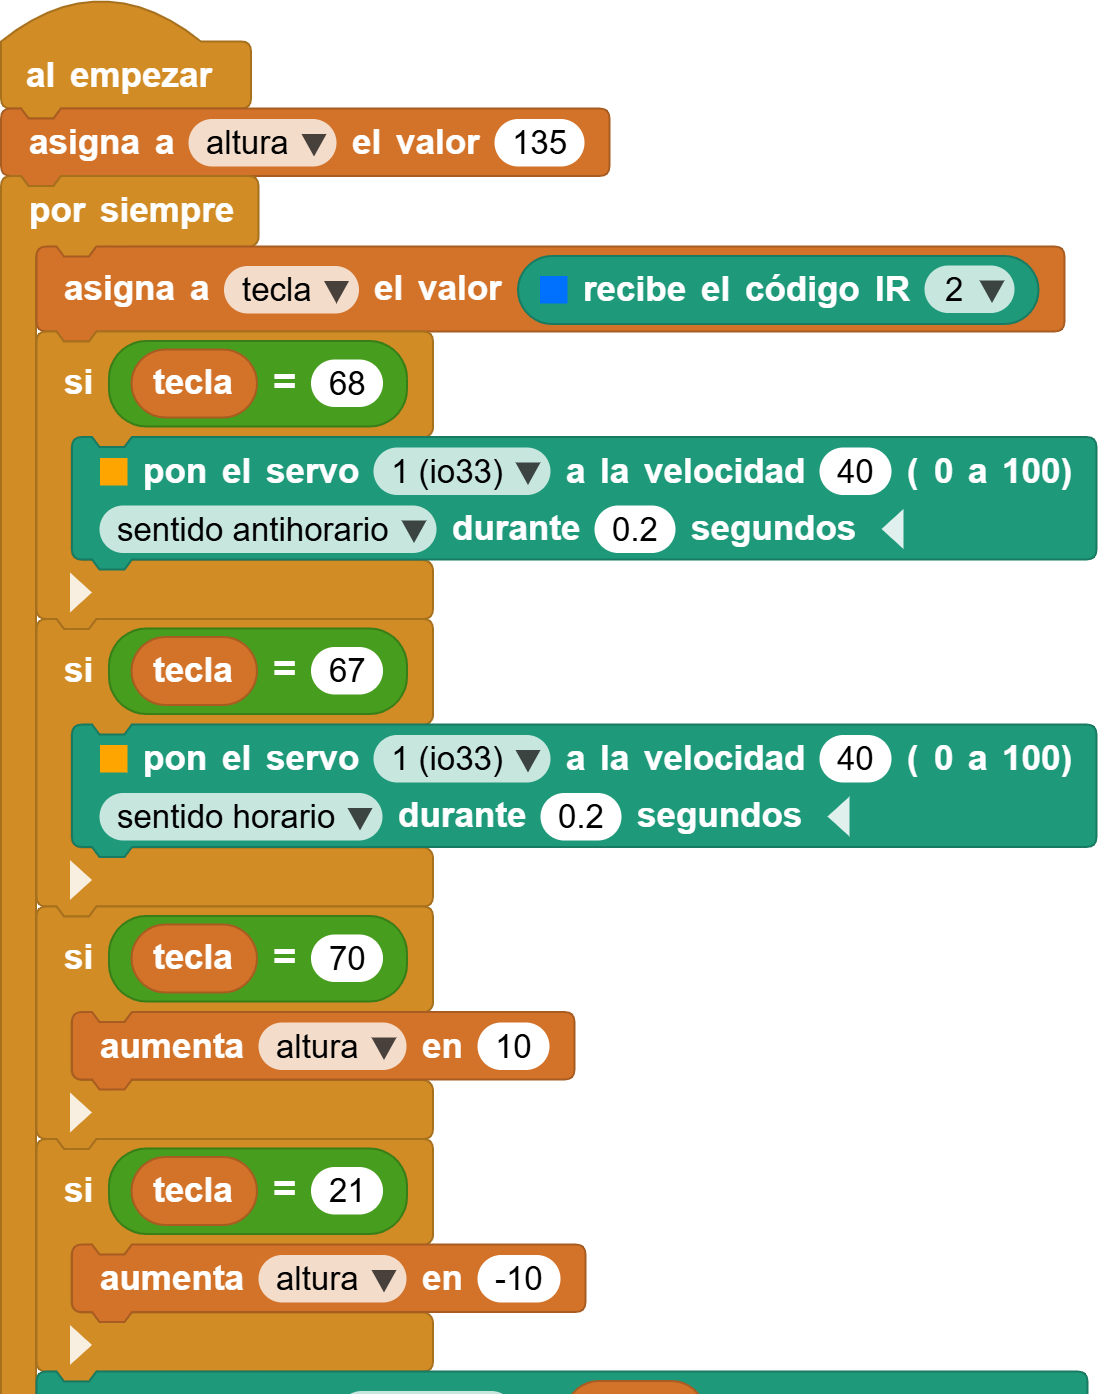 al empezar
asigna a altura el valor 135
por siempre
asigna a tecla el valor recibe el código IR 2
si tecla = 68
pon el servo 1 (io33) a la velocidad 40 ( 0 a 100)
sentido antihorario durante 0.2 segundos
si tecla = 67
pon el servo 1 (io33) a la velocidad 40 ( 0 a 100)
sentido horario durante 0.2 segundos
si tecla = 70
aumenta altura en 10
si tecla = 21
aumenta altura en -10